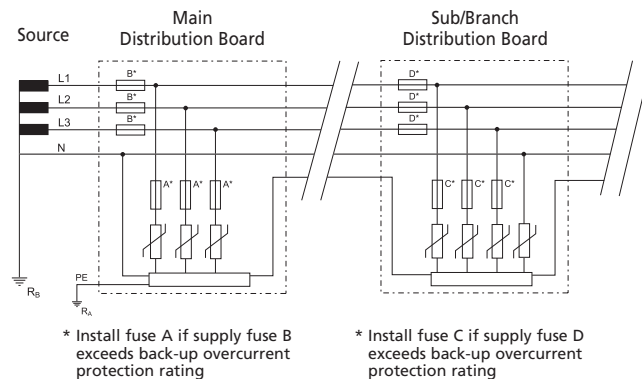 Source
Main
Distribution Board
Sub/Branch
Distribution Board
L1
B*
D*
L2
B*
D*
L3
B*
D*
N
A*
A*
A*
C*
C*
C*
PE
RB
RA
* Install fuse A if supply fuse B
exceeds back-up overcurrent
protection rating
* Install fuse C if supply fuse D
exceeds back-up overcurrent
protection rating